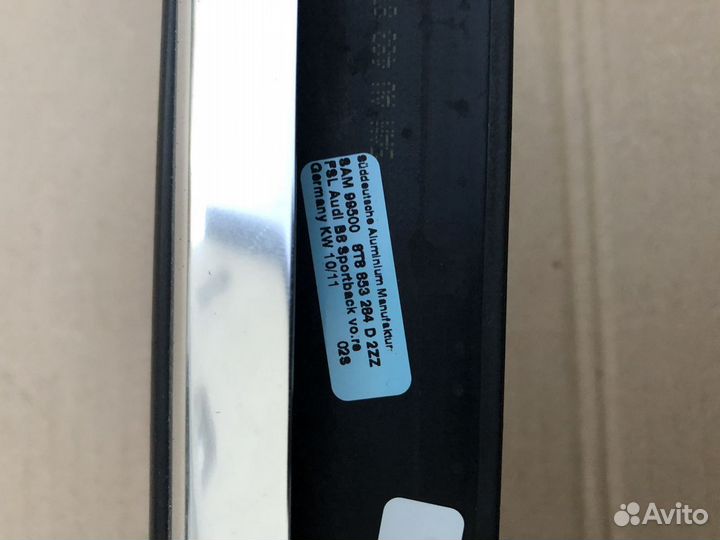 Süddeutsche Aluminium Manufaktur
SAM 99500 8T8 853 284 D 2ZZ
FSL Audi B8 Sportback vo.re
Germany KW 10/11 02S
Avito